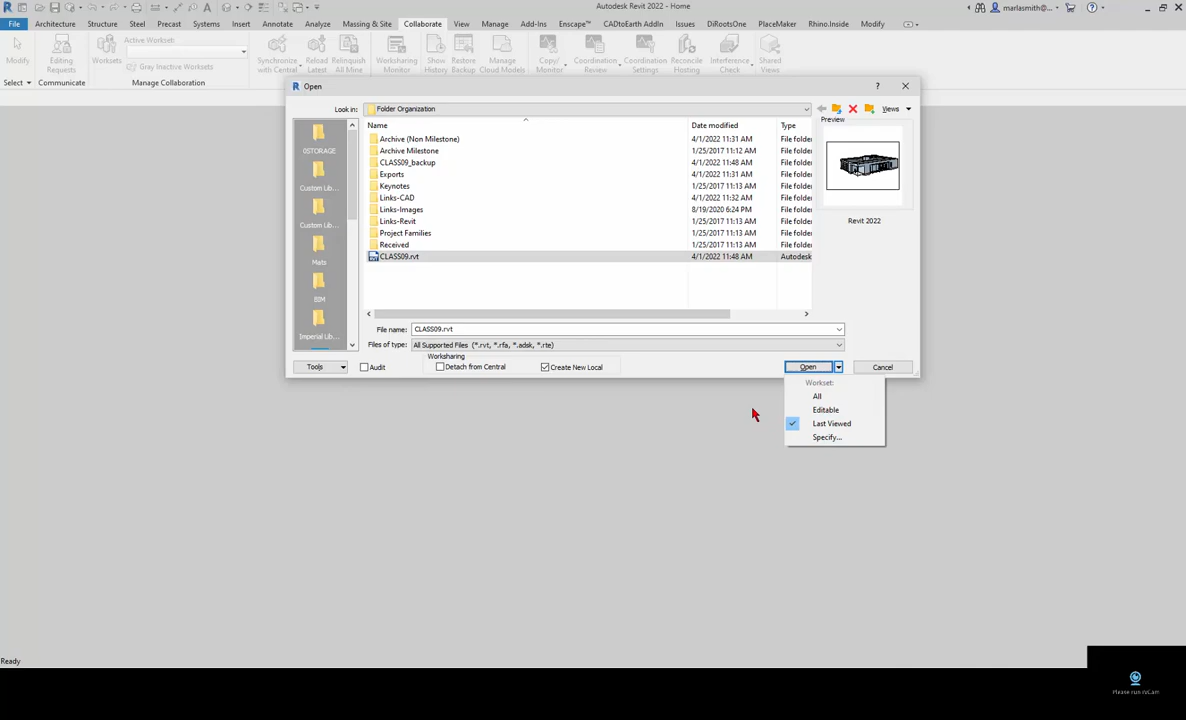 Autodesk Revit 2022 - Home
marlasmith@...
File Architecture Structure Steel Precast Systems Insert Annotate Analyze Massing & Site Collaborate View Manage Add-Ins Enscape™ CADtoEarth AddIn Issues DiRootsOne PlaceMaker Rhino.Inside Modify
Modify
Editing Requests
Worksets
Active Workset:
Gray Inactive Worksets
Synchronize with Central
Reload Latest
Relinquish All Mine
Worksharing Monitor
Show History
Restore Backup
Manage Cloud Models
Copy/ Monitor
Coordination Review
Coordination Settings
Reconcile Hosting
Interference Check
Shared Views
Select Communicate Manage Collaboration
Open
Look in: Folder Organization
Views
Name Date modified Type
Preview
Archive (Non Milestone) 4/1/2022 11:31 AM File folder
Archive Milestone 1/25/2017 11:12 AM File folder
CLASS09_backup 4/1/2022 11:48 AM File folder
Exports 4/1/2022 11:31 AM File folder
Keynotes 1/25/2017 11:13 AM File folder
Links-CAD 4/1/2022 11:32 AM File folder
Links-Images 8/19/2020 6:24 PM File folder
Links-Revit 1/25/2017 11:13 AM File folder
Project Families 1/25/2017 11:13 AM File folder
Received 1/25/2017 11:13 AM File folder
CLASS09.rvt 4/1/2022 11:48 AM Autodesk
0STORAGE
Custom Lib...
Custom Lib...
Mats
BIM
Imperial Lib...
Revit 2022
File name: CLASS09.rvt
Files of type: All Supported Files (*.rvt, *.rfa, *.adsk, *.rte)
Worksharing
Tools Audit Detach from Central Create New Local Open Cancel
Workset:
All
Editable
Last Viewed
Specify...
Ready